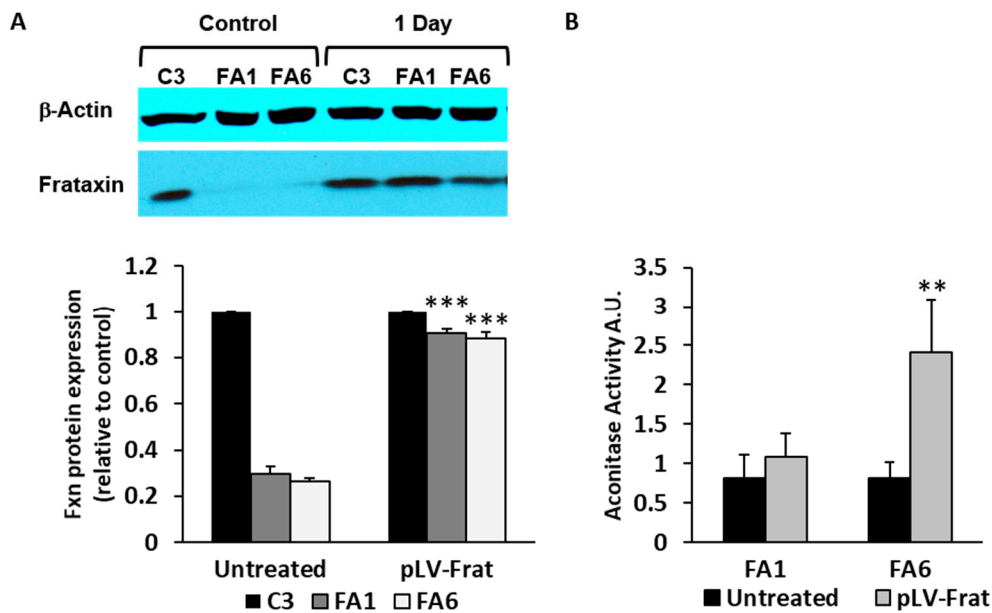 A
Control
1 Day
C3 FA1 FA6 C3 FA1 FA6
β-Actin
Frataxin
Fxn protein expression
(relative to control)
1.2
1
0.8
0.6
0.4
0.2
0
***
***
Untreated
pLV-Frat
C3 FA1 FA6
B
Aconitase Activity A.U.
3.5
3
2.5
2
1.5
1
0.5
0
**
FA1
FA6
Untreated pLV-Frat